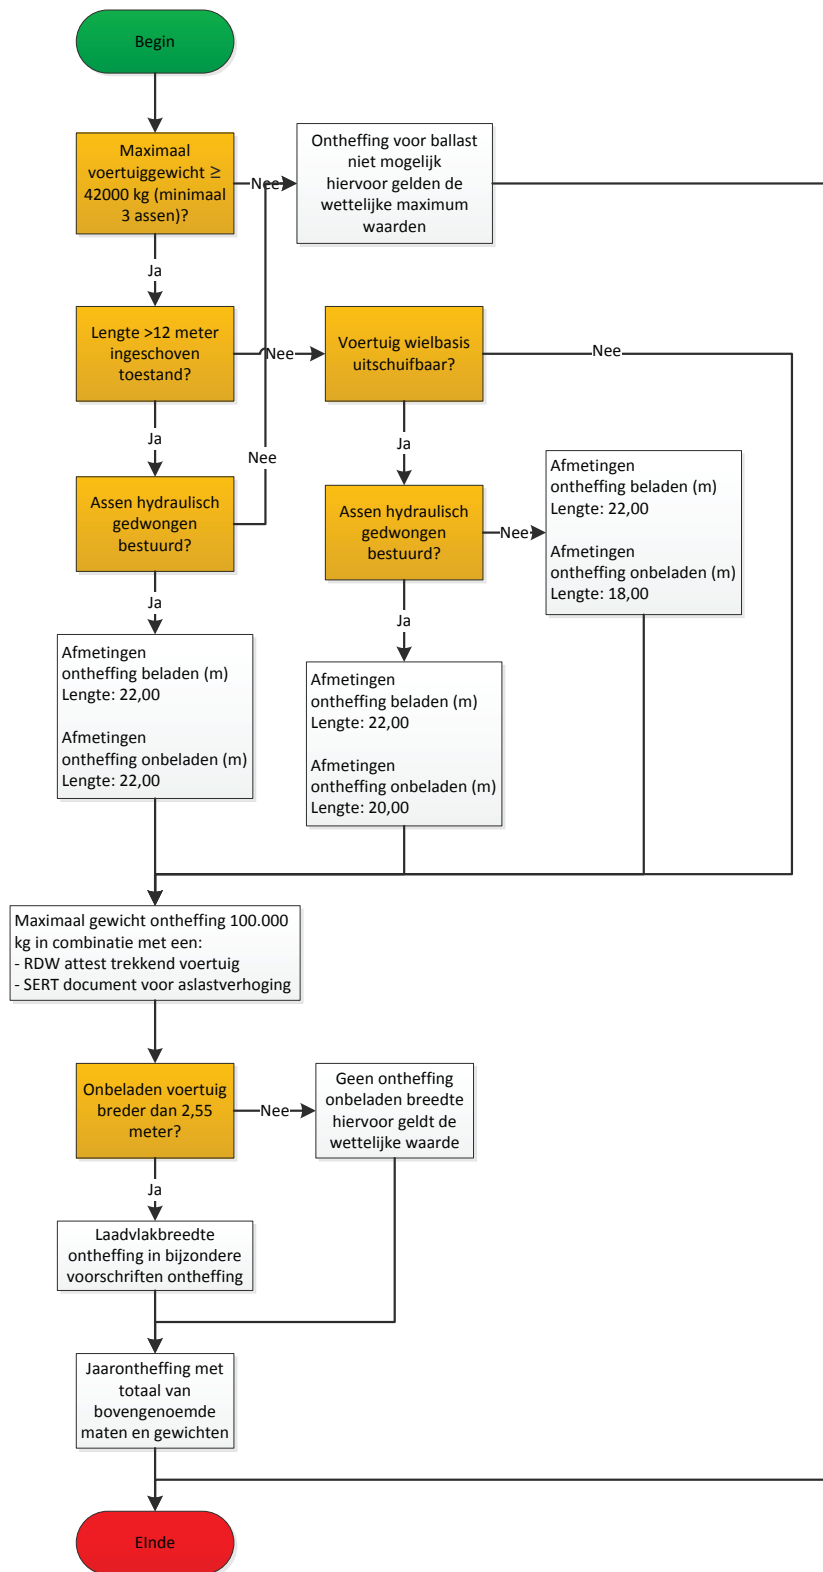 Begin
Maximaal
voertuiggewicht ≥
42000 kg (minimaal
3 assen)?
Nee
Ontheffing voor ballast
niet mogelijk
hiervoor gelden de
wettelijke maximum
waarden
Ja
Lengte >12 meter
ingeschoven
toestand?
Nee
Voertuig wielbasis
uitschuifbaar?
Nee
Ja
Nee
Ja
Assen hydraulisch
gedwongen
bestuurd?
Assen hydraulisch
gedwongen
bestuurd?
Nee
Afmetingen
ontheffing beladen (m)
Lengte: 22,00
Afmetingen
ontheffing onbeladen (m)
Lengte: 18,00
Ja
Ja
Afmetingen
ontheffing beladen (m)
Lengte: 22,00
Afmetingen
ontheffing onbeladen (m)
Lengte: 22,00
Afmetingen
ontheffing beladen (m)
Lengte: 22,00
Afmetingen
ontheffing onbeladen (m)
Lengte: 20,00
Maximaal gewicht ontheffing 100.000
kg in combinatie met een:
- RDW attest trekkend voertuig
- SERT document voor aslastverhoging
Onbeladen voertuig
breder dan 2,55
meter?
Nee
Geen ontheffing
onbeladen breedte
hiervoor geldt de
wettelijke waarde
Ja
Laadvlakbreedte
ontheffing in bijzondere
voorschriften ontheffing
Jaarontheffing met
totaal van
bovengenoemde
maten en gewichten
EInde